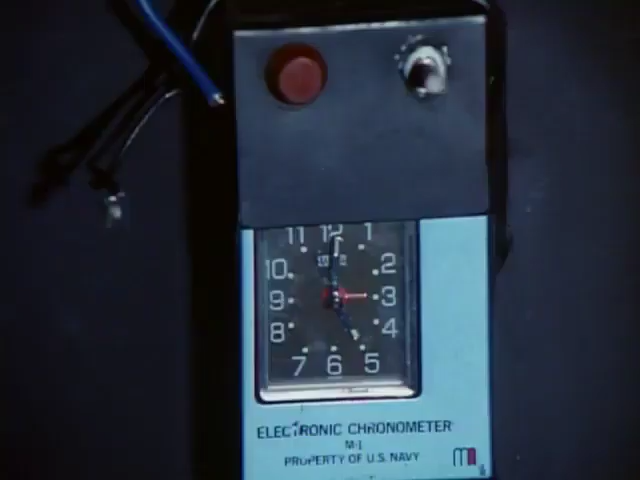 11 12 1
10 2
9 3
8 4
7 6 5
ELECTRONIC CHRONOMETER
M-1
PROPERTY OF U.S. NAVY
m